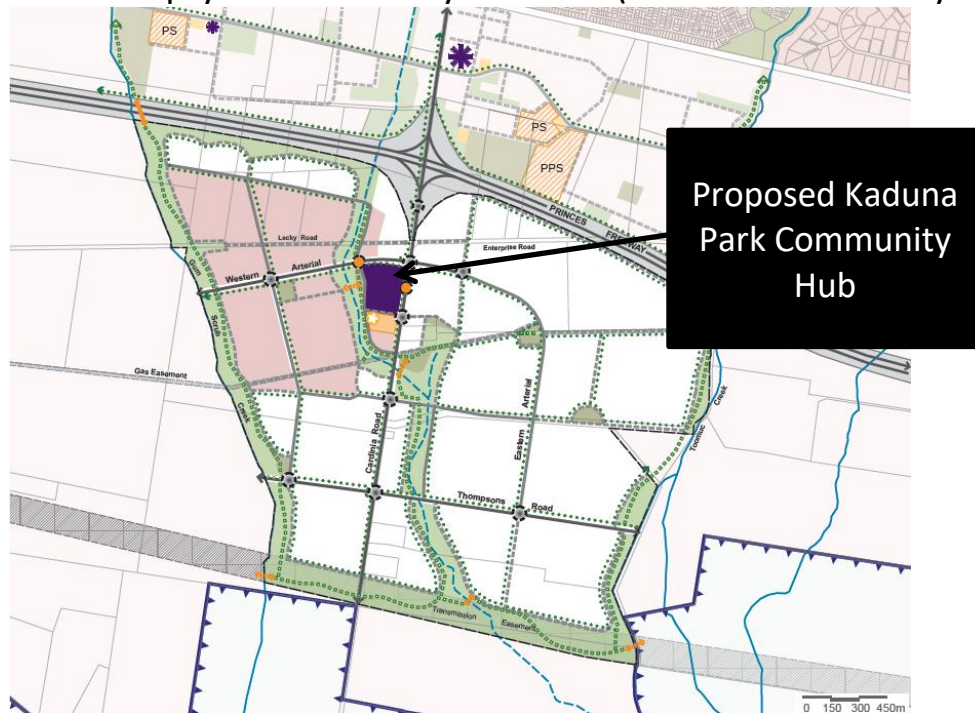 PS
PS
PPS
PRINCES
FREEWAY
Proposed Kaduna
Park Community
Hub
Lecky Road
Enterprise Road
Western
Arterial
Gum
Scrub
Creek
Gas Easement
Cardinia Road
Eastern
Arterial
Toomuc
Creek
Thompsons
Road
Transmission
Easement
0 150 300 450m